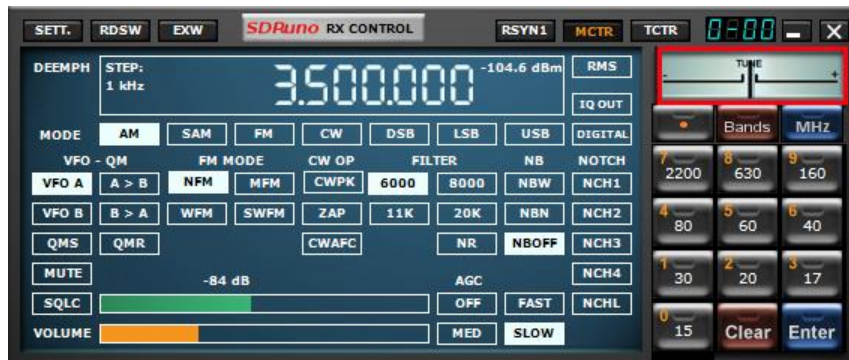 SETT. RDSW EXW SDRuno RX CONTROL RSYN1 MCTR TCTR 0-00
DEEMPH STEP: 1 kHz 3.500.000 -104.6 dBm RMS
IQ OUT
- TUNE +
• Bands MHz
MODE AM SAM FM CW DSB LSB USB DIGITAL
VFO - QM FM MODE CW OP FILTER NB NOTCH
VFO A A > B NFM MFM CWPK 6000 8000 NBW NCH1
VFO B B > A WFM SWFM ZAP 11K 20K NBN NCH2
QMS QMR CWAFC NR NBOFF NCH3
MUTE -84 dB AGC NCH4
SQLC OFF FAST NCHL
VOLUME MED SLOW
7 2200 8 630 9 160
4 80 5 60 6 40
1 30 2 20 3 17
0 15 Clear Enter